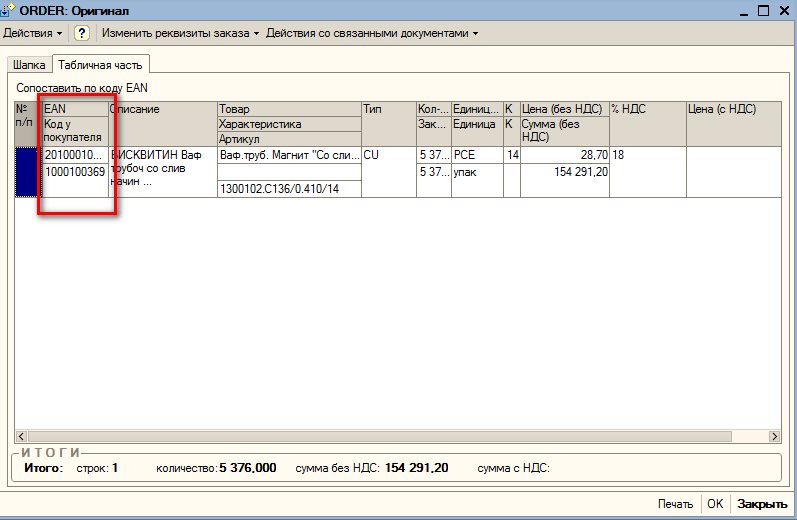 ORDER: Оригинал
Действия ? Изменить реквизиты заказа Действия со связанными документами
Шапка Табличная часть
Сопоставить по коду EAN
№ п/п EAN Описание Товар Тип Кол-... Единиц... К Цена (без НДС) % НДС Цена (с НДС)
Код у покупателя Характеристика Зак... Единица К Сумма (без НДС)
Артикул
20100010... БИСКВИТИН Ваф трубоч со слив начин ... Ваф.труб. Магнит "Со сли... CU 5 37... PCE 14 28,70 18
1000100369 5 37... упак 154 291,20
1300102.С136/0.410/14
ИТОГИ
Итого: строк: 1 количество: 5 376,000 сумма без НДС: 154 291,20 сумма с НДС:
Печать OK Закрыть